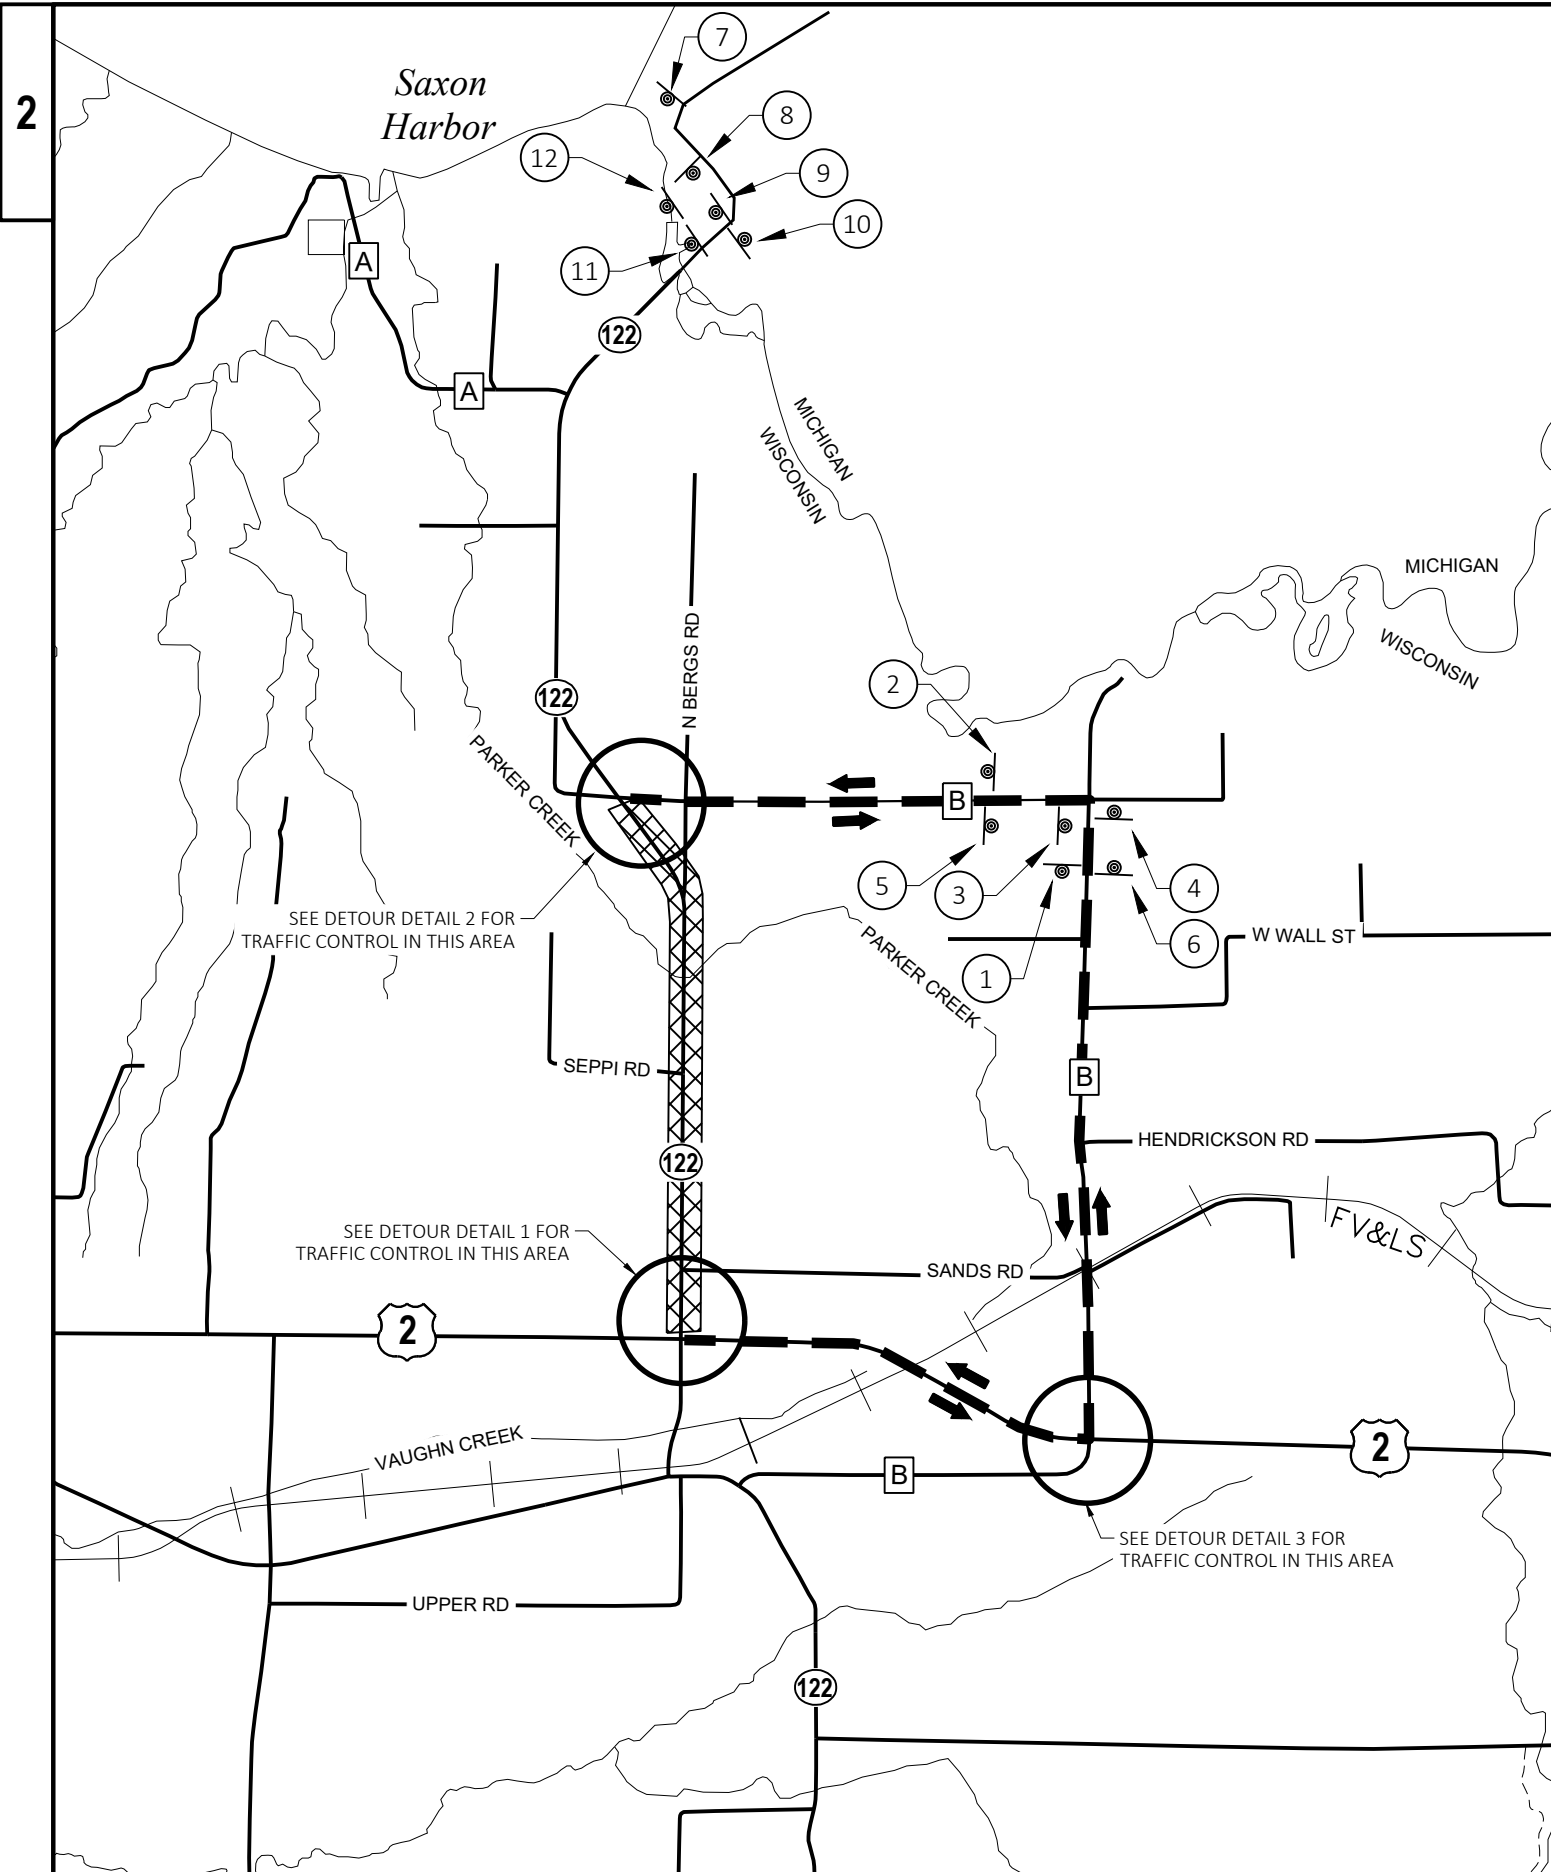 2
Saxon
Harbor
7
8
12
9
10
11
A
122
A
MICHIGAN
WISCONSIN
MICHIGAN
WISCONSIN
N BERGS RD
2
122
PARKER CREEK
B
5
3
4
SEE DETOUR DETAIL 2 FOR
TRAFFIC CONTROL IN THIS AREA
PARKER CREEK
1
6
W WALL ST
SEPPI RD
B
122
HENDRICKSON RD
SEE DETOUR DETAIL 1 FOR
TRAFFIC CONTROL IN THIS AREA
FV&LS
SANDS RD
2
VAUGHN CREEK
B
2
SEE DETOUR DETAIL 3 FOR
TRAFFIC CONTROL IN THIS AREA
UPPER RD
122